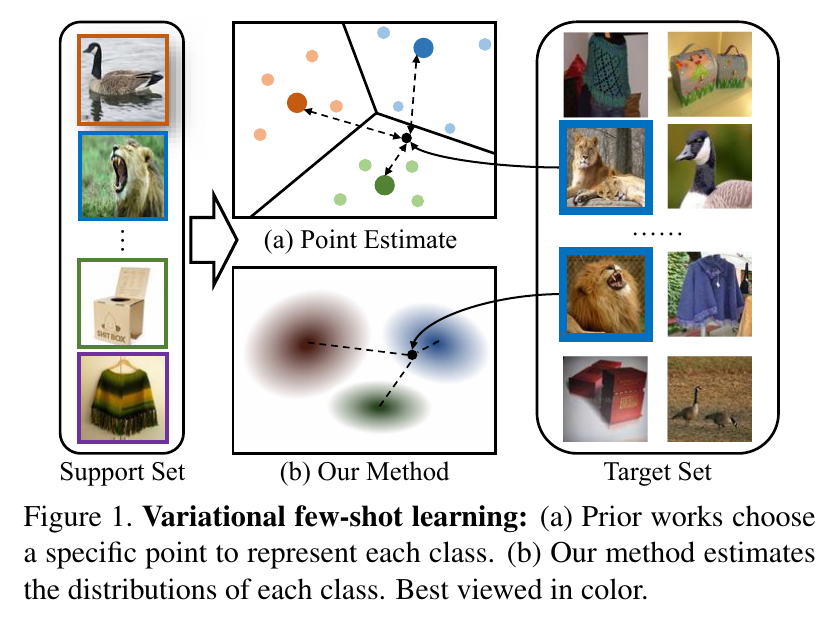 SHIT BOX
(a) Point Estimate
......
(b) Our Method
Support Set
Target Set
Figure 1. Variational few-shot learning: (a) Prior works choose
a specific point to represent each class. (b) Our method estimates
the distributions of each class. Best viewed in color.